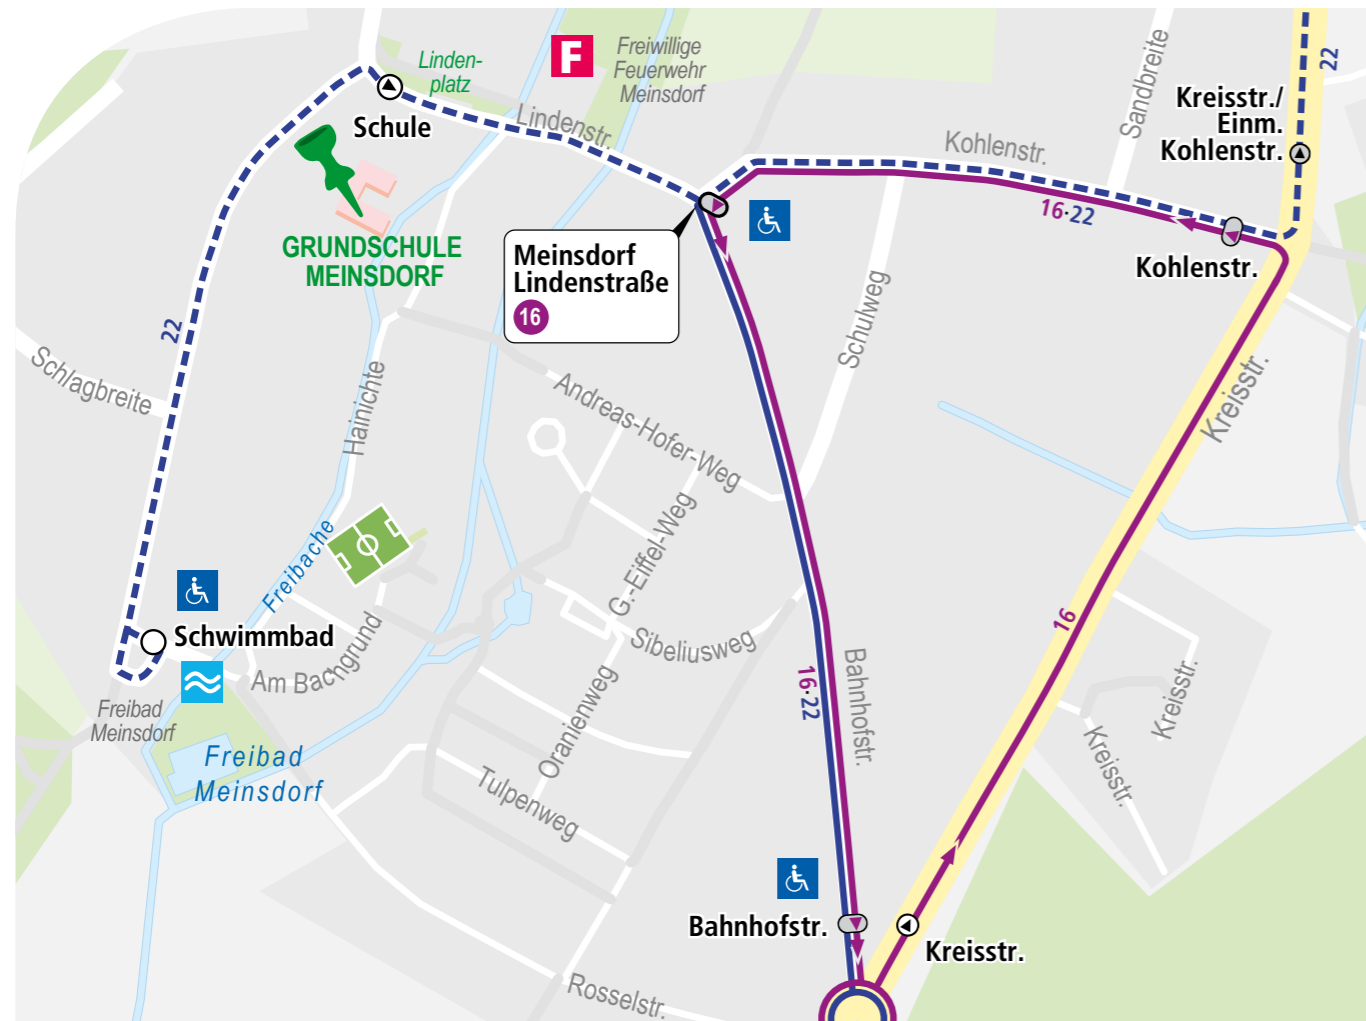 22
Linden-
platz
F
Freiwillige
Feuerwehr
Meinsdorf
Sandbreite
Kreisstr./
Einm.
Kohlenstr.
Schule
Lindenstr.
Kohlenstr.
GRUNDSCHULE
MEINSDORF
16·22
Kohlenstr.
Meinsdorf
Lindenstraße
16
22
Schlagbreite
Hainichte
Schulweg
Andreas-Hofer-Weg
Kreisstr.
G.-Eiffel-Weg
Freibache
Schwimmbad
Am Bachgrund
Sibeliusweg
16
16·22
Bahnhofstr.
Oranienweg
Kreisstr.
Kreisstr.
Freibad
Meinsdorf
Freibad
Meinsdorf
Tulpenweg
Bahnhofstr.
Kreisstr.
Rosselstr.